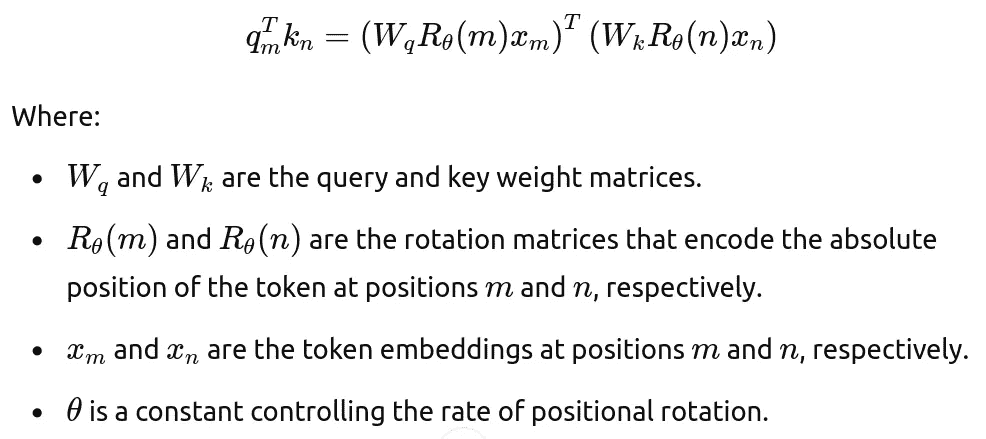 $q_m^T k_n = (W_q R_\theta(m) x_m)^T (W_k R_\theta(n) x_n)$
Where:
• $W_q$ and $W_k$ are the query and key weight matrices.
• $R_\theta(m)$ and $R_\theta(n)$ are the rotation matrices that encode the absolute
position of the token at positions $m$ and $n$, respectively.
• $x_m$ and $x_n$ are the token embeddings at positions $m$ and $n$, respectively.
• $\theta$ is a constant controlling the rate of positional rotation.